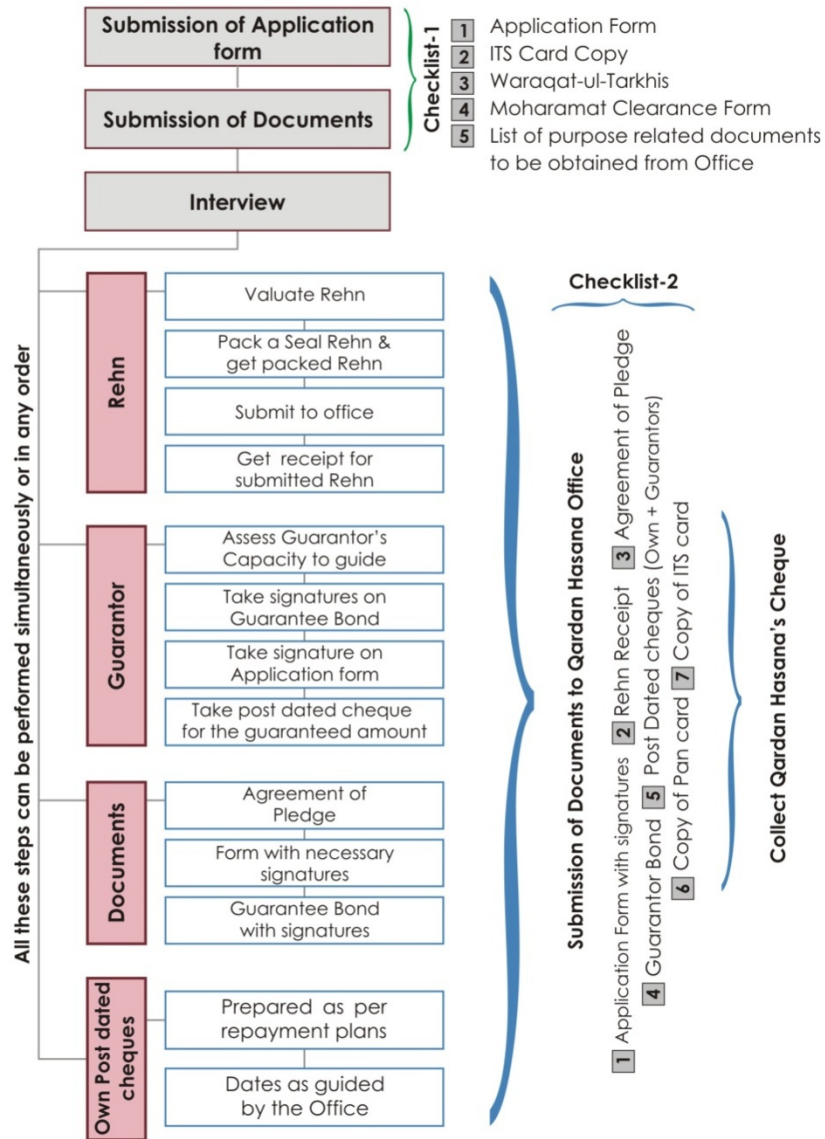 Submission of Application
form
Submission of Documents
Interview
Checklist-1
1 Application Form
2 ITS Card Copy
3 Waraqat-ul-Tarkhis
4 Moharamat Clearance Form
5 List of purpose related documents
to be obtained from Office
All these steps can be performed simultaneously or in any order
Rehn
Valuate Rehn
Pack a Seal Rehn &
get packed Rehn
Submit to office
Get receipt for
submitted Rehn
Guarantor
Assess Guarantor's
Capacity to guide
Take signatures on
Guarantee Bond
Take signature on
Application form
Take post dated cheque
for the guaranteed amount
Documents
Agreement of
Pledge
Form with necessary
signatures
Guarantee Bond
with signatures
Own Post dated
cheques
Prepared as per
repayment plans
Dates as guided
by the Office
Submission of Documents to Qardan Hasana Office
Checklist-2
1 Application Form with signatures 2 Rehn Receipt 3 Agreement of Pledge
4 Guarantor Bond 5 Post Dated cheques (Own + Guarantors)
6 Copy of Pan card 7 Copy of ITS card
Collect Qardan Hasana's Cheque